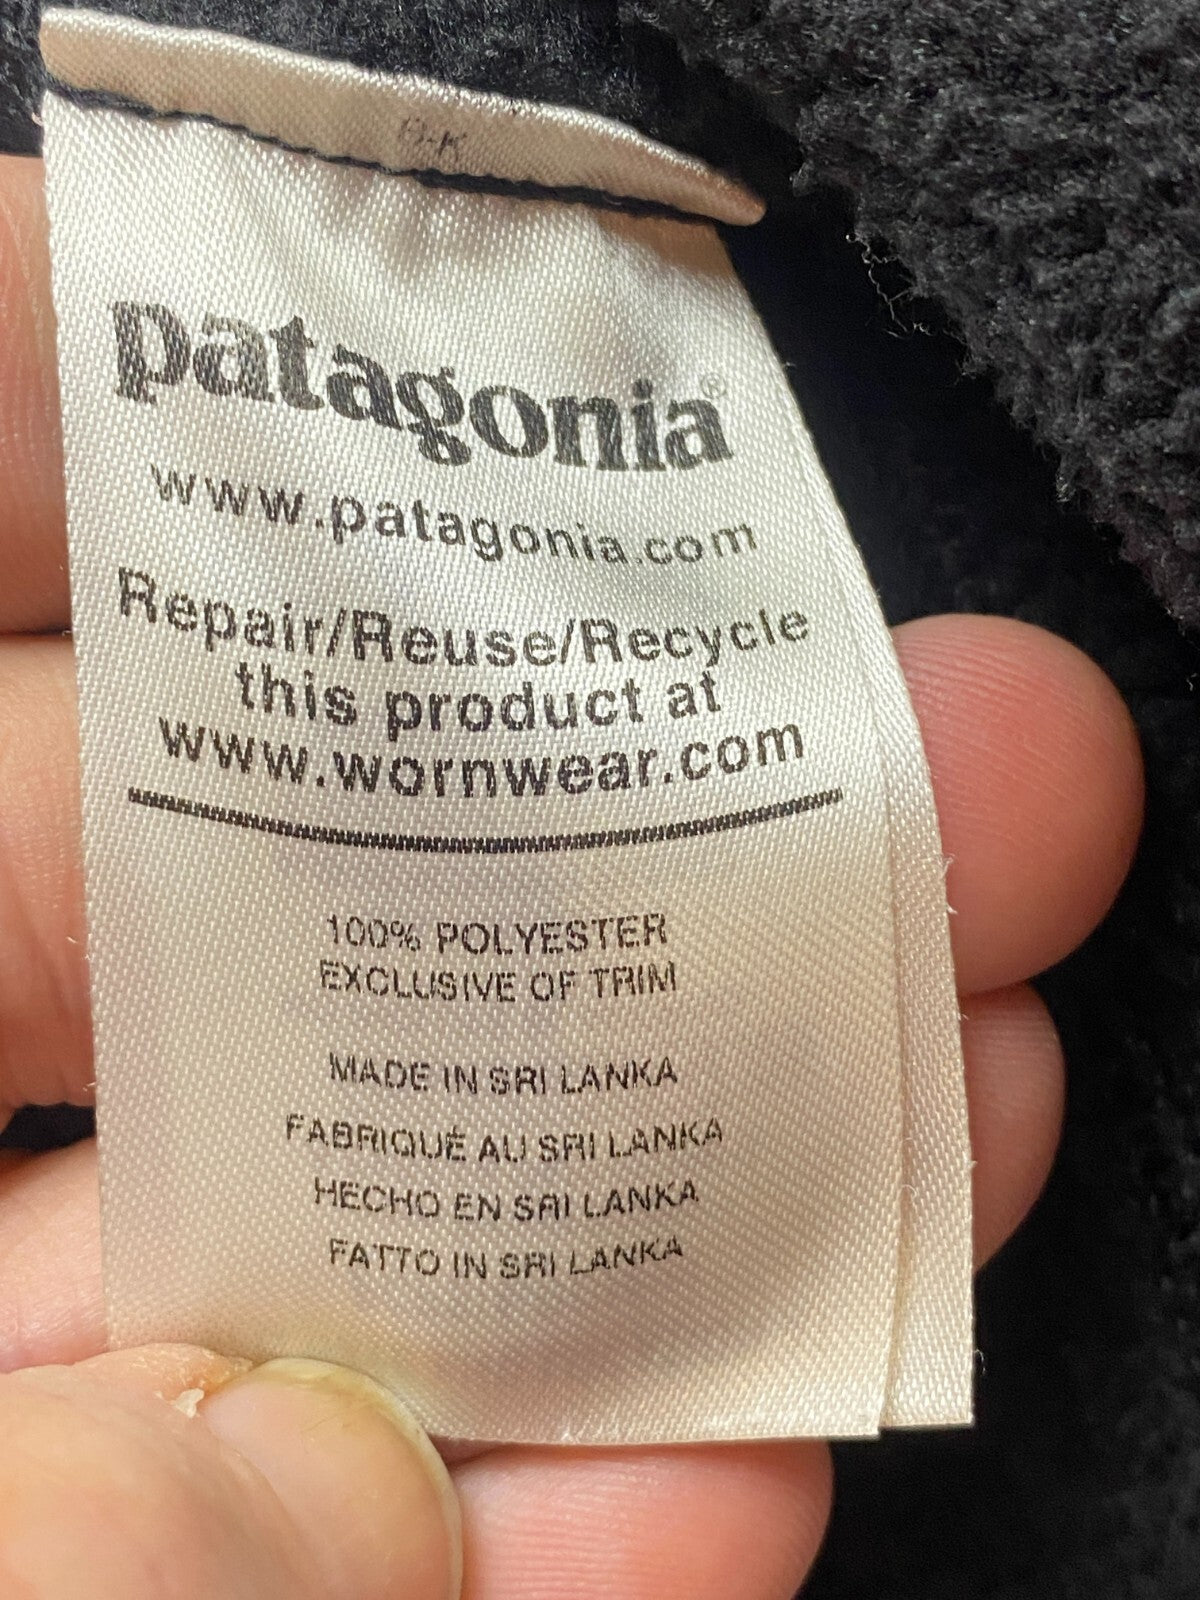 patagonia®
www.patagonia.com
Repair/Reuse/Recycle
this product at
www.wornwear.com
100% POLYESTER
EXCLUSIVE OF TRIM
MADE IN SRI LANKA
FABRIQUÉ AU SRI LANKA
HECHO EN SRI LANKA
FATTO IN SRI LANKA